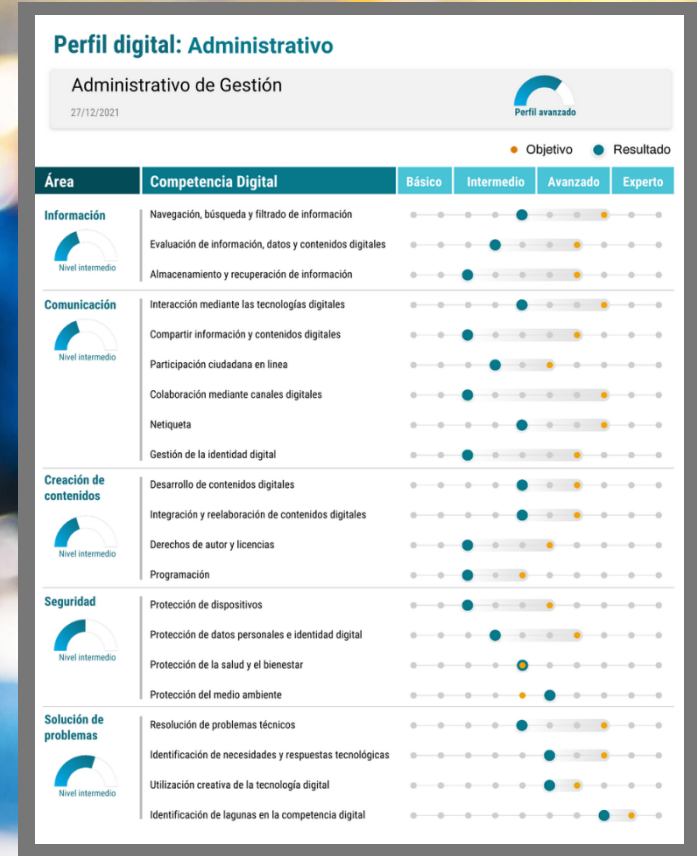 Perfil digital: Administrativo
Administrativo de Gestión
27/12/2021
Perfil avanzado
Objetivo
Resultado
Área
Competencia Digital
Básico
Intermedio
Avanzado
Experto
Información
Nivel intermedio
Navegación, búsqueda y filtrado de información
Evaluación de información, datos y contenidos digitales
Almacenamiento y recuperación de información
Comunicación
Nivel intermedio
Interacción mediante las tecnologías digitales
Compartir información y contenidos digitales
Participación ciudadana en linea
Colaboración mediante canales digitales
Netiqueta
Gestión de la identidad digital
Creación de
contenidos
Nivel intermedio
Desarrollo de contenidos digitales
Integración y reelaboración de contenidos digitales
Derechos de autor y licencias
Programación
Seguridad
Nivel intermedio
Protección de dispositivos
Protección de datos personales e identidad digital
Protección de la salud y el bienestar
Protección del medio ambiente
Solución de
problemas
Nivel intermedio
Resolución de problemas técnicos
Identificación de necesidades y respuestas tecnológicas
Utilización creativa de la tecnología digital
Identificación de lagunas en la competencia digital